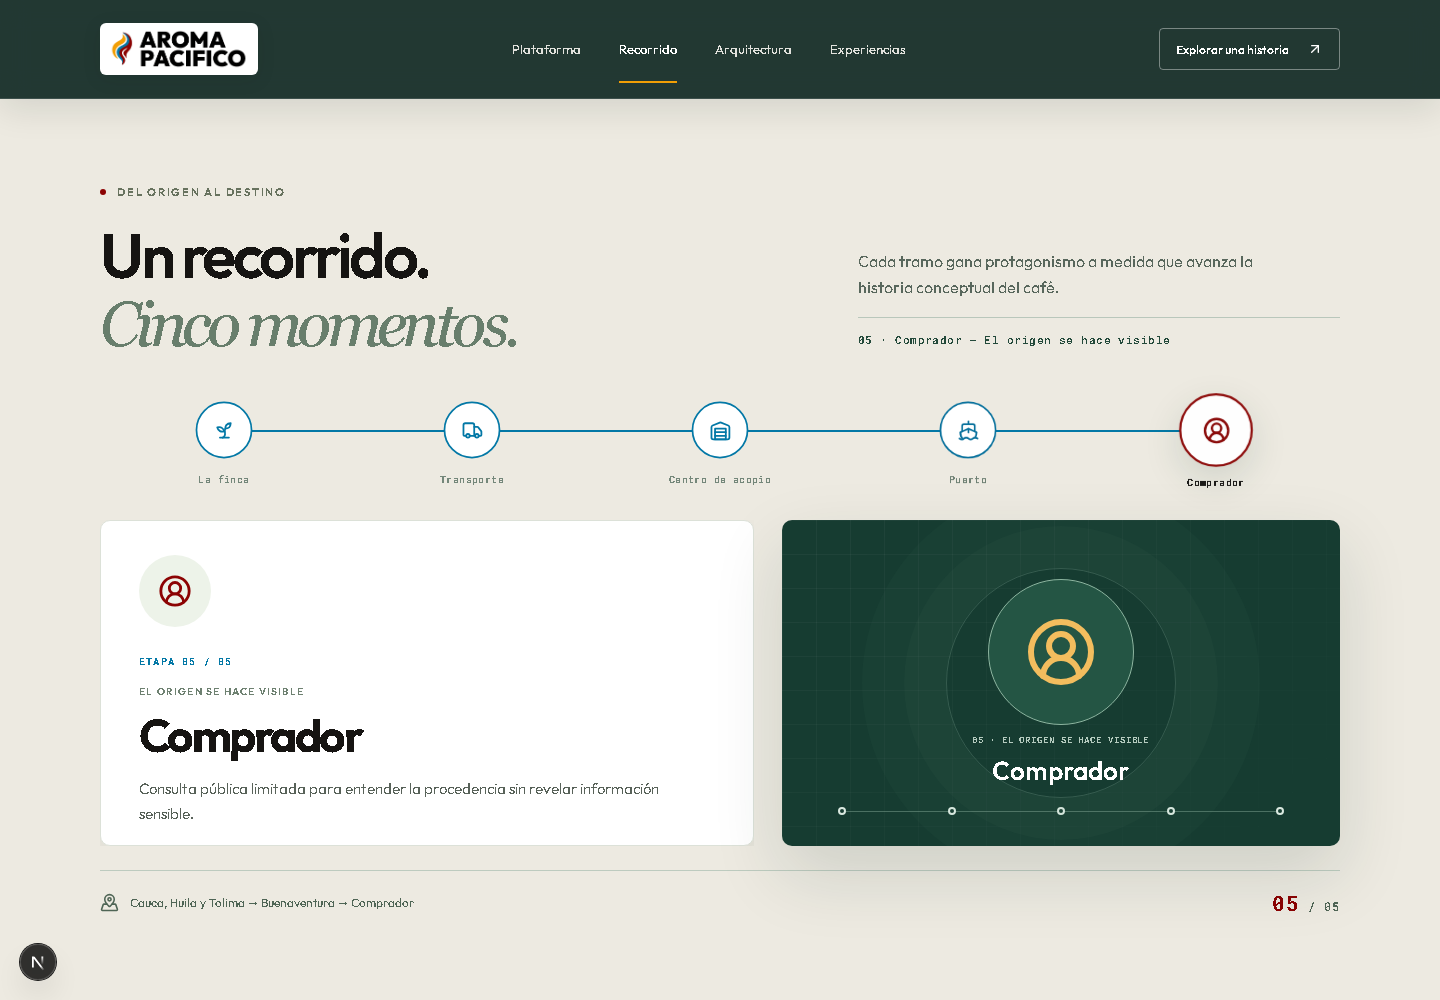 AROMA
PACIFICO
Plataforma
Recorrido
Arquitectura
Experiencias
Explorar una historia
DEL ORIGEN AL DESTINO
Un recorrido.
Cinco momentos.
Cada tramo gana protagonismo a medida que avanza la
historia conceptual del café.
05 · Comprador — El origen se hace visible
La finca
Transporte
Centro de acopio
Puerto
Comprador
ETAPA 05 / 05
EL ORIGEN SE HACE VISIBLE
Comprador
Consulta pública limitada para entender la procedencia sin revelar información
sensible.
05 · EL ORIGEN SE HACE VISIBLE
Comprador
Cauca, Huila y Tolima → Buenaventura → Comprador
05 / 05
N